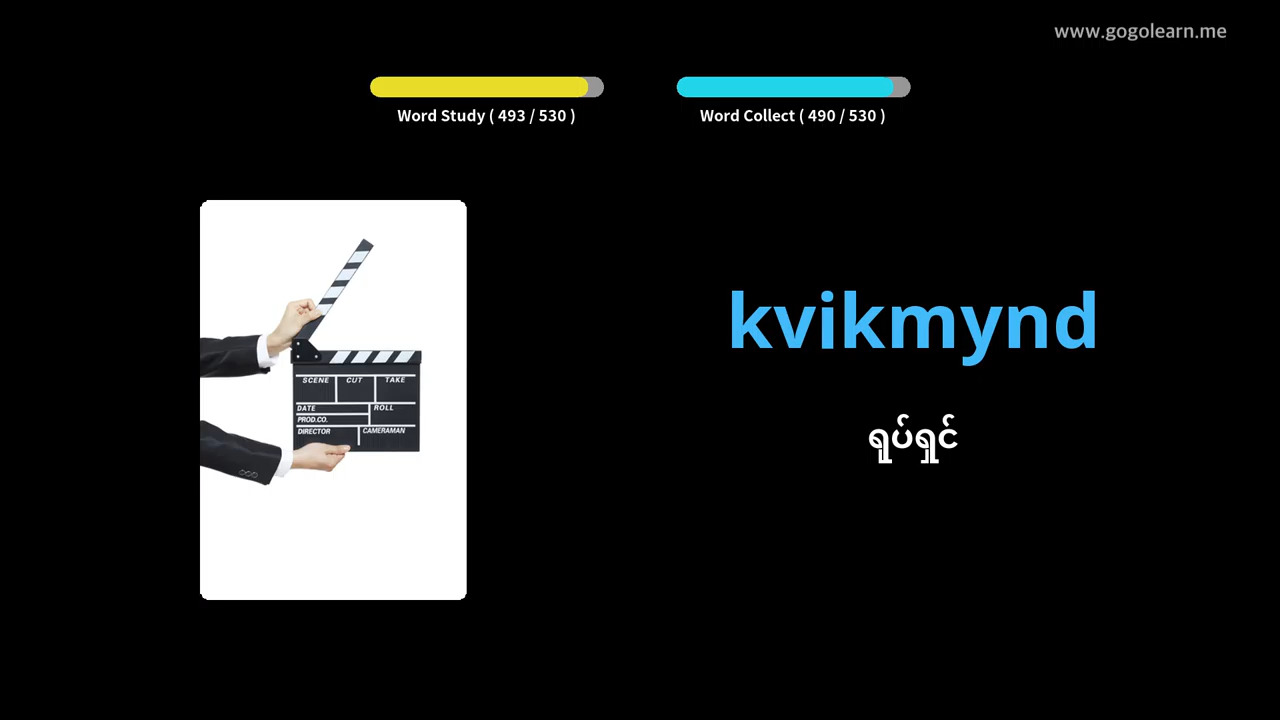 www.gogolearn.me
Word Study ( 493 / 530 )
Word Collect ( 490 / 530 )
kvikmynd
ရုပ်ရှင်
SCENE CUT TAKE
DATE ROLL
PROD.CO.
DIRECTOR CAMERAMAN